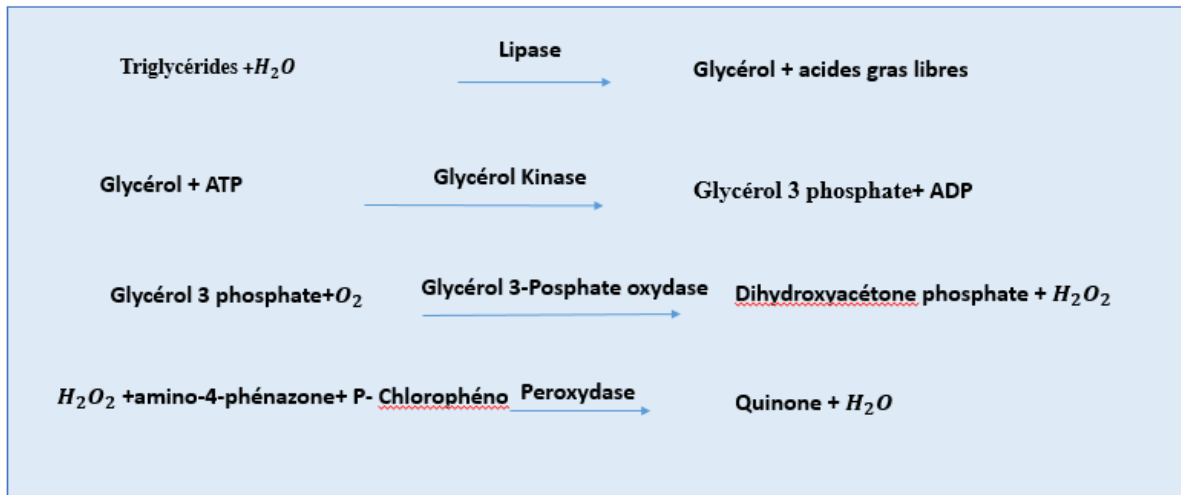 Triglycérides +H₂O Lipase Glycérol + acides gras libres
Glycérol + ATP Glycérol Kinase Glycérol 3 phosphate+ ADP
Glycérol 3 phosphate+O₂ Glycérol 3-Posphate oxydase Dihydroxyacétone phosphate + H₂O₂
H₂O₂ +amino-4-phénazone+ P- Chlorophéno Peroxydase Quinone + H₂O